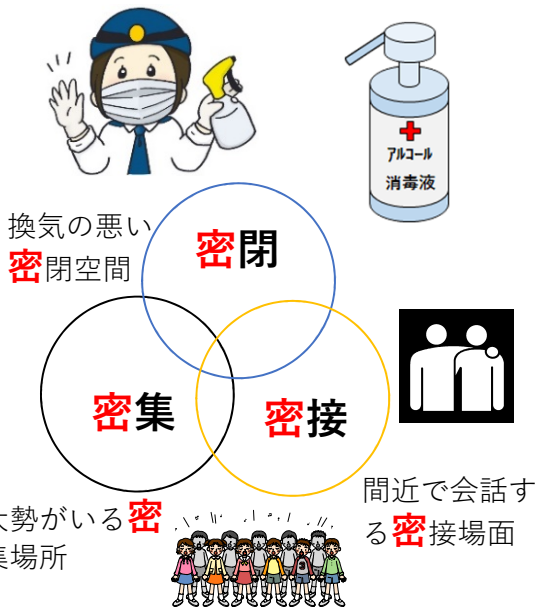 アルコール
消毒液
換気の悪い
密閉空間
密閉
密集
密接
間近で会話す
る密接場面
大勢がいる密
集場所